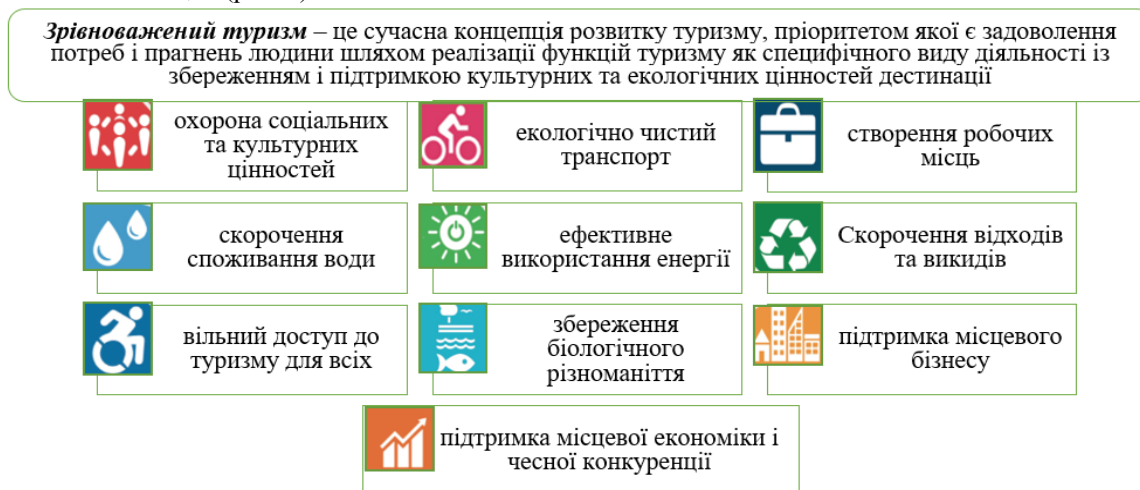 Зрівноважений туризм – це сучасна концепція розвитку туризму, пріоритетом якої є задоволення
потреб і прагнень людини шляхом реалізації функцій туризму як специфічного виду діяльності із
збереженням і підтримкою культурних та екологічних цінностей дестинації
охорона соціальних
та культурних
цінностей
екологічно чистий
транспорт
створення робочих
місць
скорочення
споживання води
ефективне
використання енергії
Скорочення відходів
та викидів
вільний доступ до
туризму для всіх
збереження
біологічного
різноманіття
підтримка місцевого
бізнесу
підтримка місцевої економіки і
чесної конкуренції